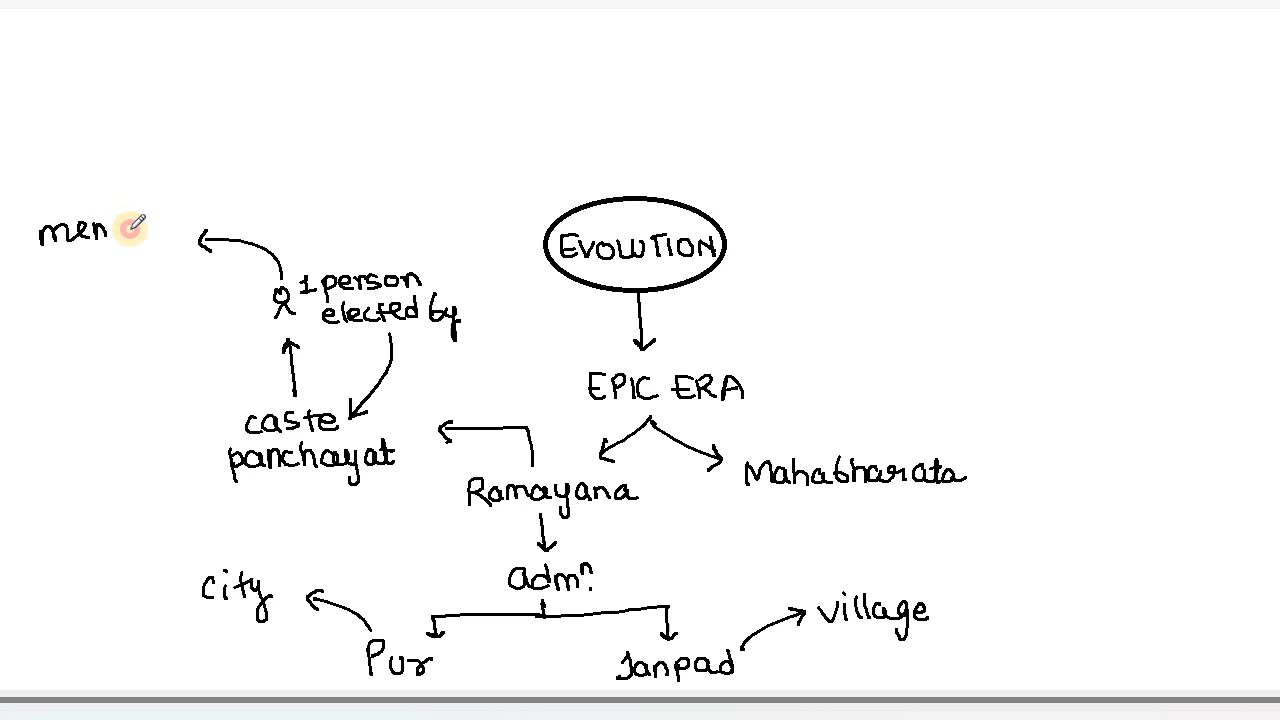 men
EVOLUTION
1 person
elected by
EPIC ERA
caste
panchayat
Mahabharata
Ramayana
admn.
city
village
Pur
Janpad